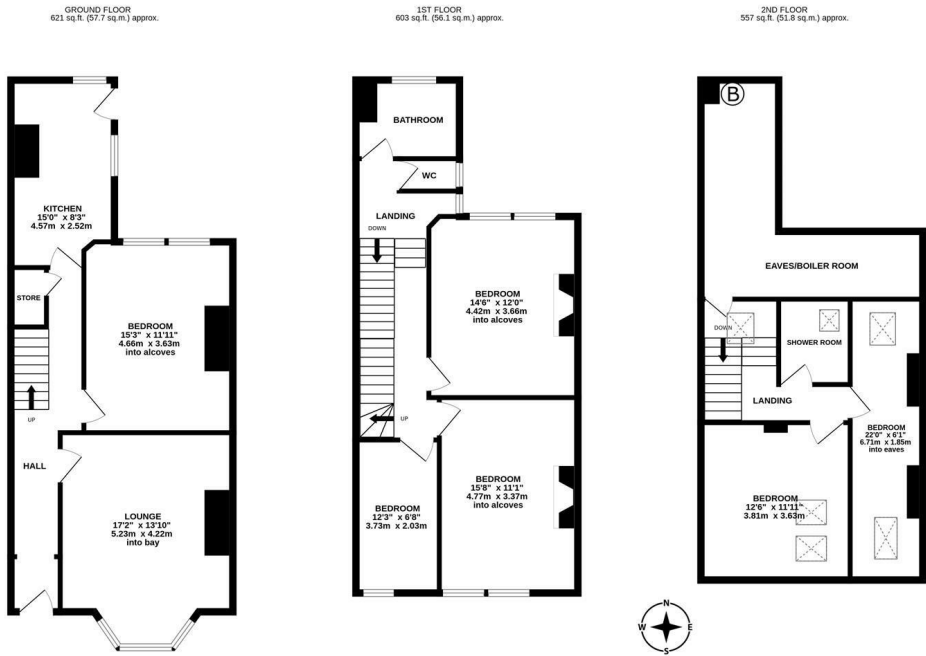 GROUND FLOOR
621 sq.ft. (57.7 sq.m.) approx.
KITCHEN
15'0" x 8'3"
4.57m x 2.52m
STORE
BEDROOM
15'3" x 11'11"
4.66m x 3.63m
into alcoves
UP
HALL
LOUNGE
17'2" x 13'10"
5.23m x 4.22m
into bay
1ST FLOOR
603 sq.ft. (56.1 sq.m.) approx.
BATHROOM
WC
LANDING
DOWN
BEDROOM
14'6" x 12'0"
4.42m x 3.66m
into alcoves
UP
BEDROOM
12'3" x 6'8"
3.73m x 2.03m
BEDROOM
15'8" x 11'1"
4.77m x 3.37m
into alcoves
2ND FLOOR
557 sq.ft. (51.8 sq.m.) approx.
B
EAVES/BOILER ROOM
DOWN
SHOWER ROOM
LANDING
BEDROOM
22'0" x 6'1"
6.71m x 1.85m
into eaves
BEDROOM
12'6" x 11'11"
3.81m x 3.63m
N
W E
S